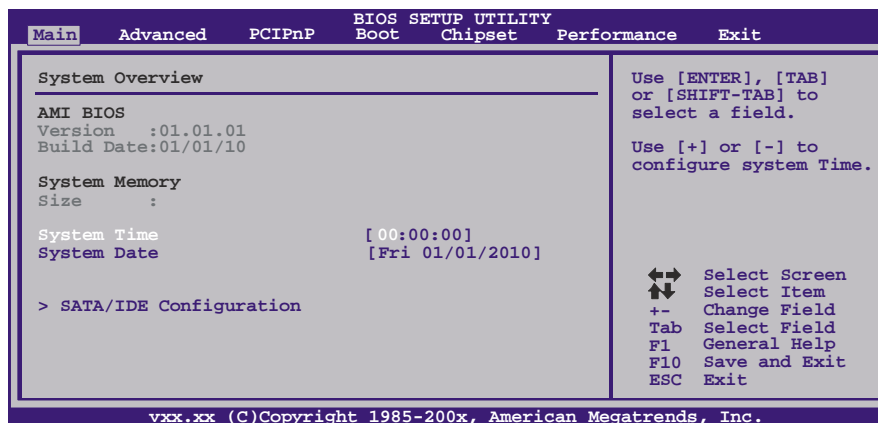 BIOS SETUP UTILITY
Main Advanced PCIPnP Boot Chipset Performance Exit
System Overview
AMI BIOS
Version :01.01.01
Build Date:01/01/10
System Memory
Size :
System Time [ 00:00:00]
System Date [Fri 01/01/2010]
> SATA/IDE Configuration
Use [ENTER], [TAB]
or [SHIFT-TAB] to
select a field.
Use [+] or [-] to
configure system Time.
Select Screen
Select Item
+- Change Field
Tab Select Field
F1 General Help
F10 Save and Exit
ESC Exit
vxx.xx (C)Copyright 1985-200x, American Megatrends, Inc.